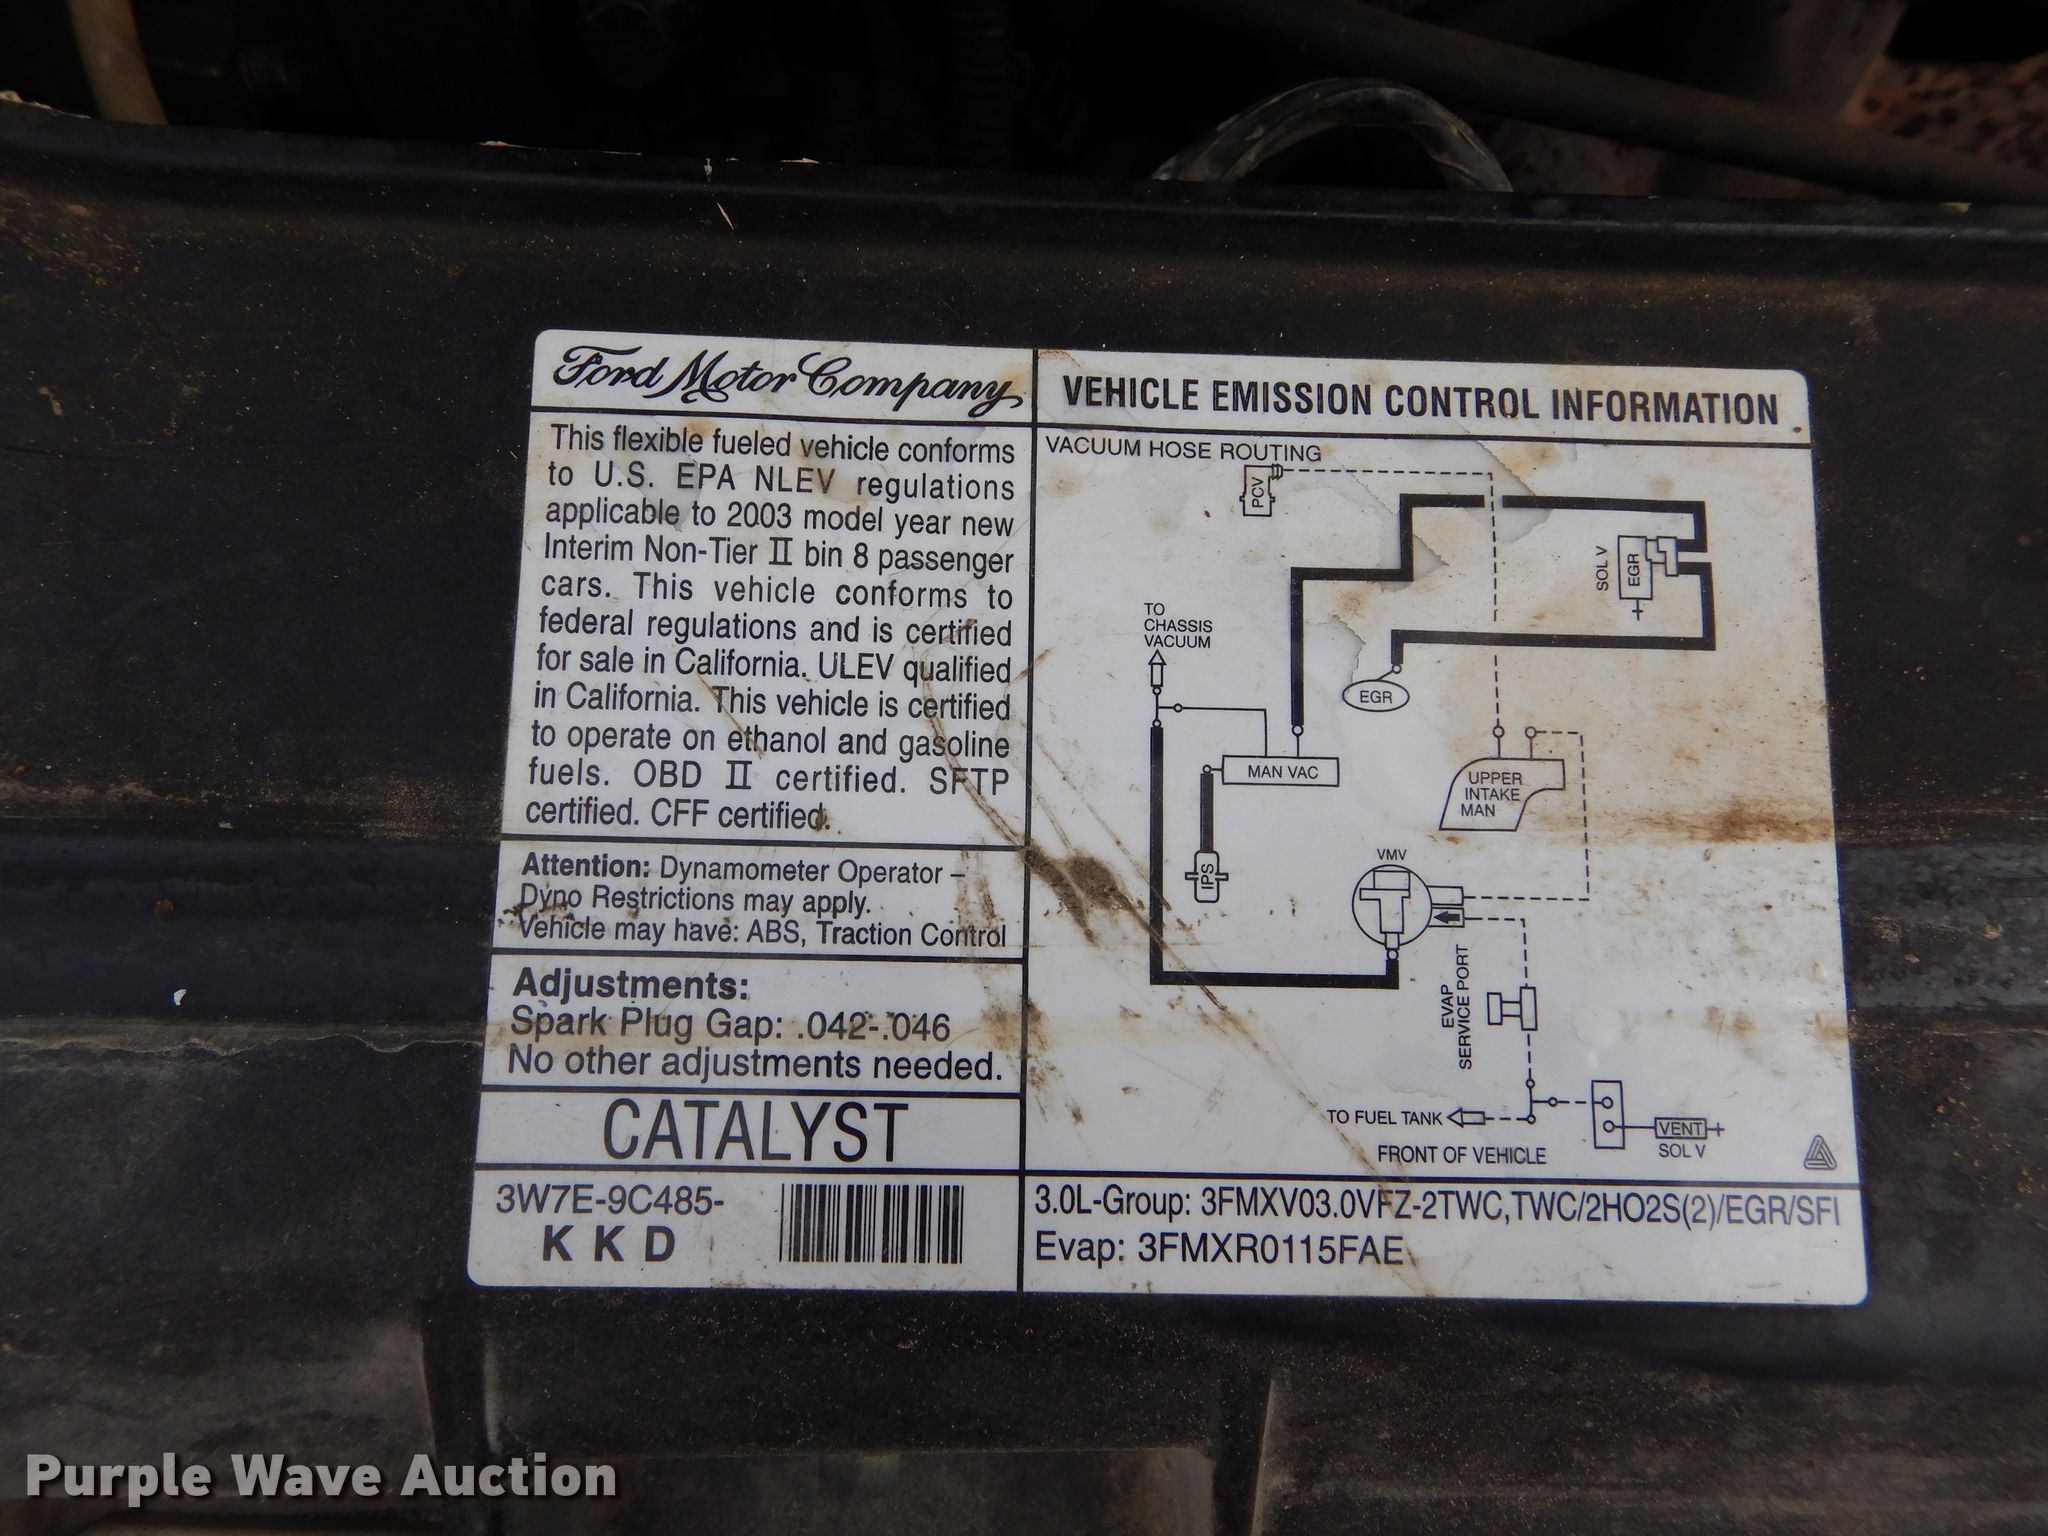 Ford Motor Company
VEHICLE EMISSION CONTROL INFORMATION
This flexible fueled vehicle conforms
to U.S. EPA NLEV regulations
applicable to 2003 model year new
Interim Non-Tier II bin 8 passenger
cars. This vehicle conforms to
federal regulations and is certified
for sale in California. ULEV qualified
in California. This vehicle is certified
to operate on ethanol and gasoline
fuels. OBD II certified. SFTP
certified. CFF certified.
Attention: Dynamometer Operator –
Dyno Restrictions may apply.
Vehicle may have: ABS, Traction Control
Adjustments:
Spark Plug Gap: .042-.046
No other adjustments needed.
CATALYST
3W7E-9C485-
K K D
VACUUM HOSE ROUTING
PCV
SOL V
EGR
+
TO
CHASSIS
VACUUM
EGR
MAN VAC
UPPER
INTAKE
MAN
IPS
VMV
EVAP
SERVICE PORT
TO FUEL TANK
VENT +
SOL V
FRONT OF VEHICLE
3.0L-Group: 3FMXV03.0VFZ-2TWC,TWC/2HO2S(2)/EGR/SFI
Evap: 3FMXR0115FAE
Purple Wave Auction